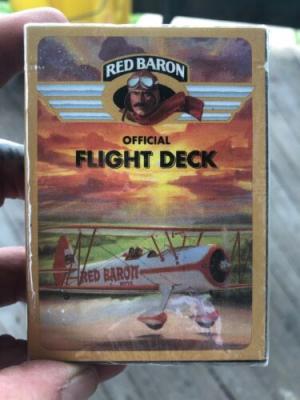 RED BARON
OFFICIAL
FLIGHT DECK
RED BARON